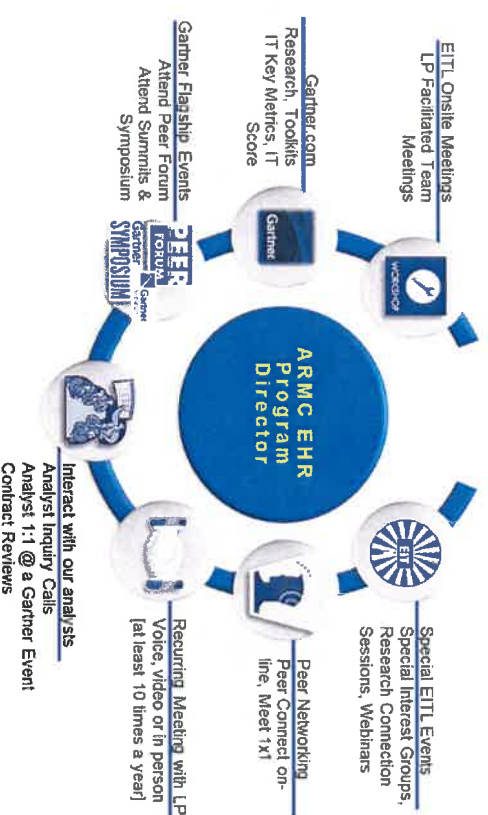 EITL Onsite Meetings
LP Facilitated Team
Meetings
WORKSHOP
Gartner.com
Research, Toolkits
IT Key Metrics, IT
Score
Gartner
Gartner Flagship Events
Attend Peer Forum
Attend Summits &
Symposium
PEER
FORUM
Gartner
Gartner
SYMPOSIUM
ARMC EHR
Program
Director
Special EITL Events
Special Interest Groups,
Research Connection
Sessions, Webinars
EIT
Peer Networking
Peer Connect on-
line, Meet 1x1
Recurring Meeting with LP
Voice, video or in person
[at least 10 times a year]
Interact with our analysts
Analyst Inquiry Calls
Analyst 1:1 @ a Gartner Event
Contract Reviews